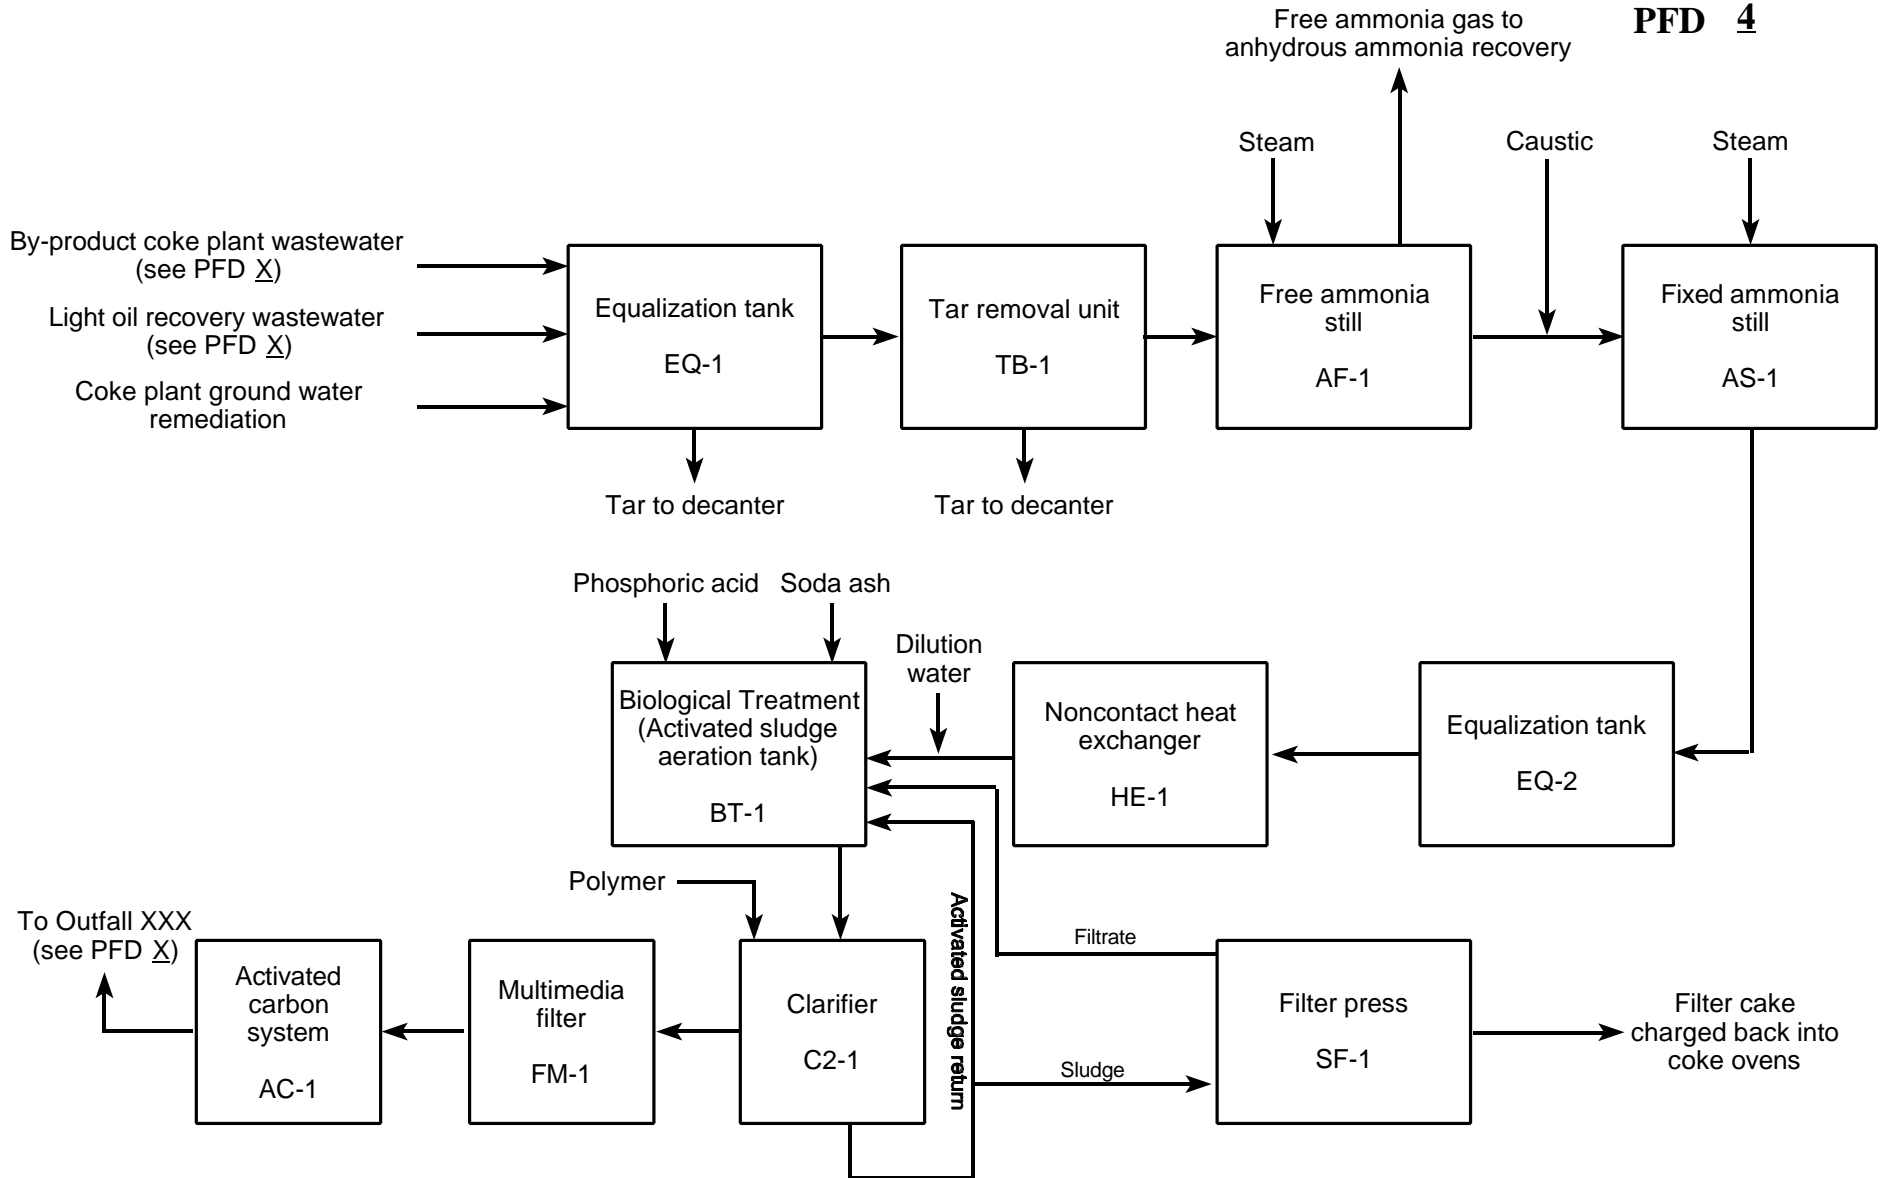 Free ammonia gas to
anhydrous ammonia recovery
PFD 4
Steam
Caustic
Steam
By-product coke plant wastewater
(see PFD X)
Light oil recovery wastewater
(see PFD X)
Coke plant ground water
remediation
Equalization tank
EQ-1
Tar removal unit
TB-1
Free ammonia
still
AF-1
Fixed ammonia
still
AS-1
Tar to decanter
Tar to decanter
Phosphoric acid
Soda ash
Dilution
water
Biological Treatment
(Activated sludge
aeration tank)
BT-1
Noncontact heat
exchanger
HE-1
Equalization tank
EQ-2
Polymer
To Outfall XXX
(see PFD X)
Activated
carbon
system
AC-1
Multimedia
filter
FM-1
Clarifier
C2-1
Activated sludge return
Filtrate
Sludge
Filter press
SF-1
Filter cake
charged back into
coke ovens